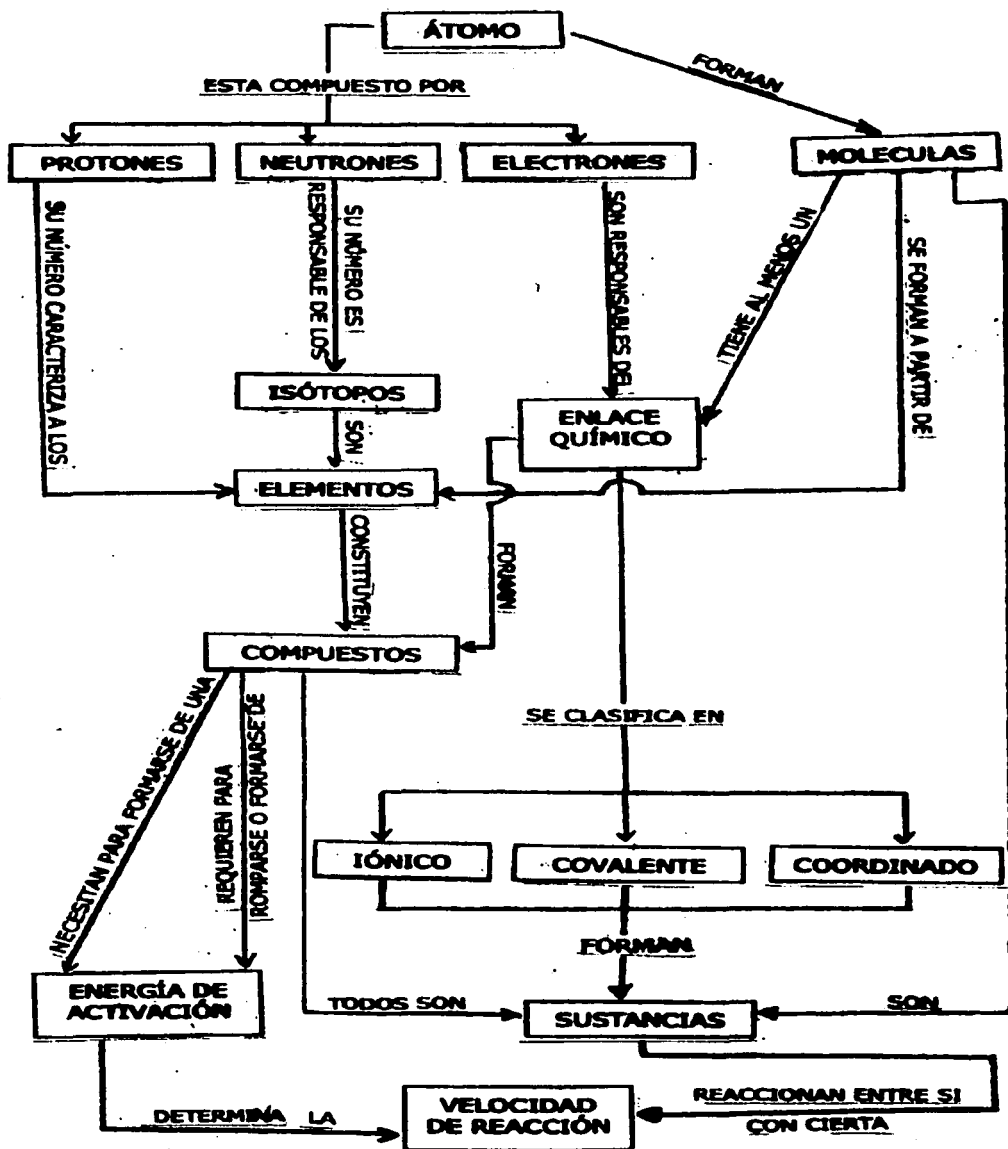 ÁTOMO
ESTA COMPUESTO POR
FORMAN
PROTONES
NEUTRONES
ELECTRONES
MOLECULAS
SU NÚMERO CARACTERIZA A LOS
SU NÚMERO ES
RESPONSABLE DE LOS
SON RESPONSABLES DEL
TIENE AL MENOS UN
SE FORMAN A PARTIR DE
ISÓTOPOS
SON
ENLACE
QUÍMICO
ELEMENTOS
CONSTITUYEN
FORMAN
COMPUESTOS
NECESITAN PARA FORMARSE DE UNA
REQUIEREN PARA
ROMPARSE O FORMARSE DE
SE CLASIFICA EN
IÓNICO
COVALENTE
COORDINADO
FORMAN
ENERGÍA DE
ACTIVACIÓN
TODOS SON
SUSTANCIAS
SON
DETERMINA LA
VELOCIDAD
DE REACCIÓN
REACCIONAN ENTRE SI
CON CIERTA